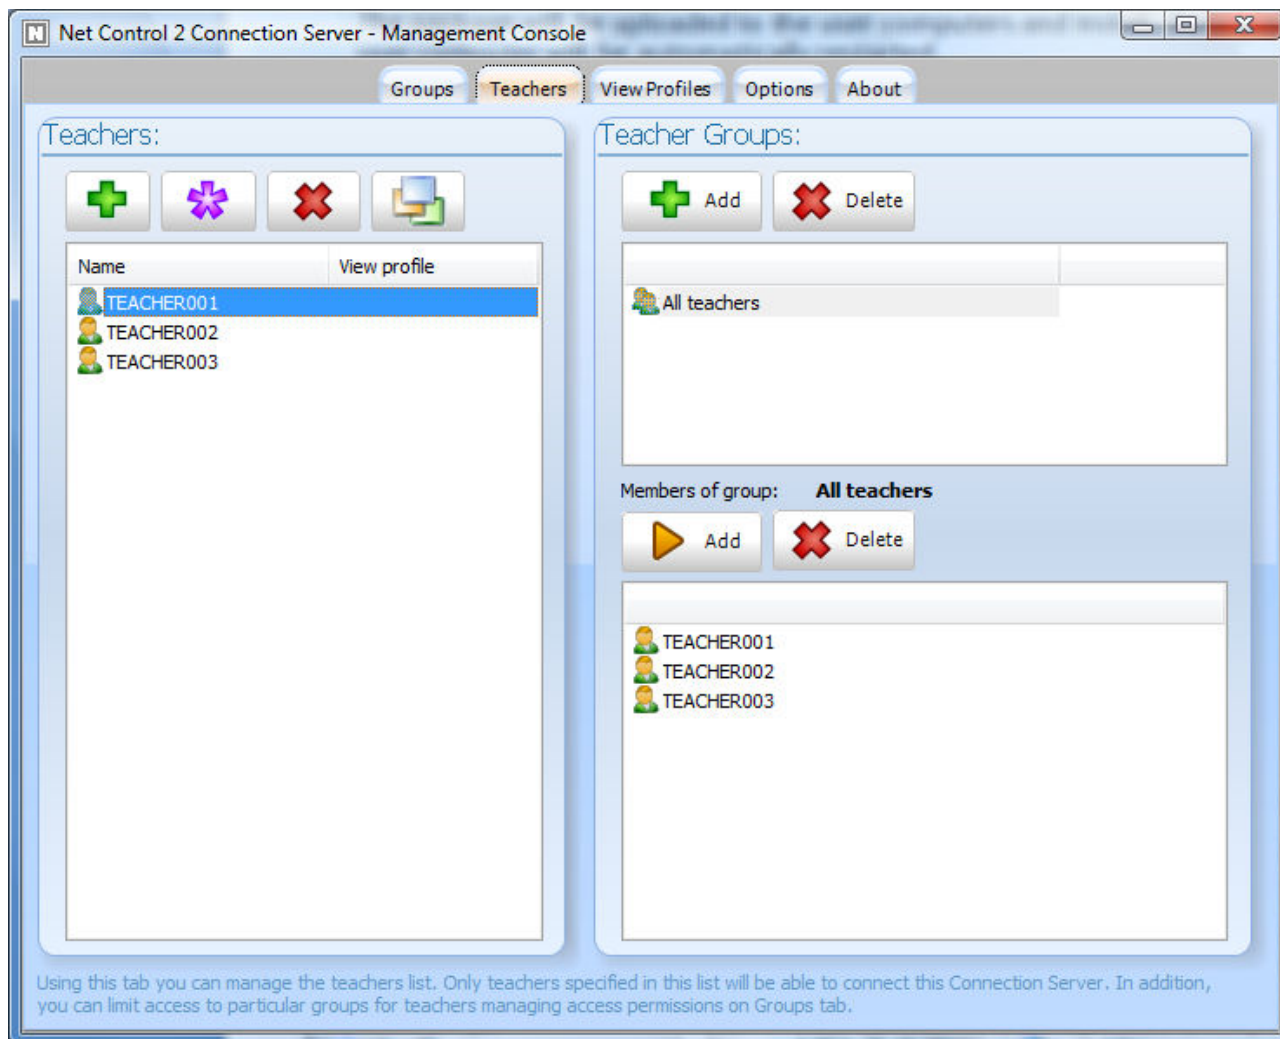 Net Control 2 Connection Server - Management Console
Groups Teachers View Profiles Options About
Teachers:
Name View profile
TEACHER001
TEACHER002
TEACHER003
Teacher Groups:
Add Delete
All teachers
Members of group: All teachers
Add Delete
TEACHER001
TEACHER002
TEACHER003
Using this tab you can manage the teachers list. Only teachers specified in this list will be able to connect this Connection Server. In addition,
you can limit access to particular groups for teachers managing access permissions on Groups tab.